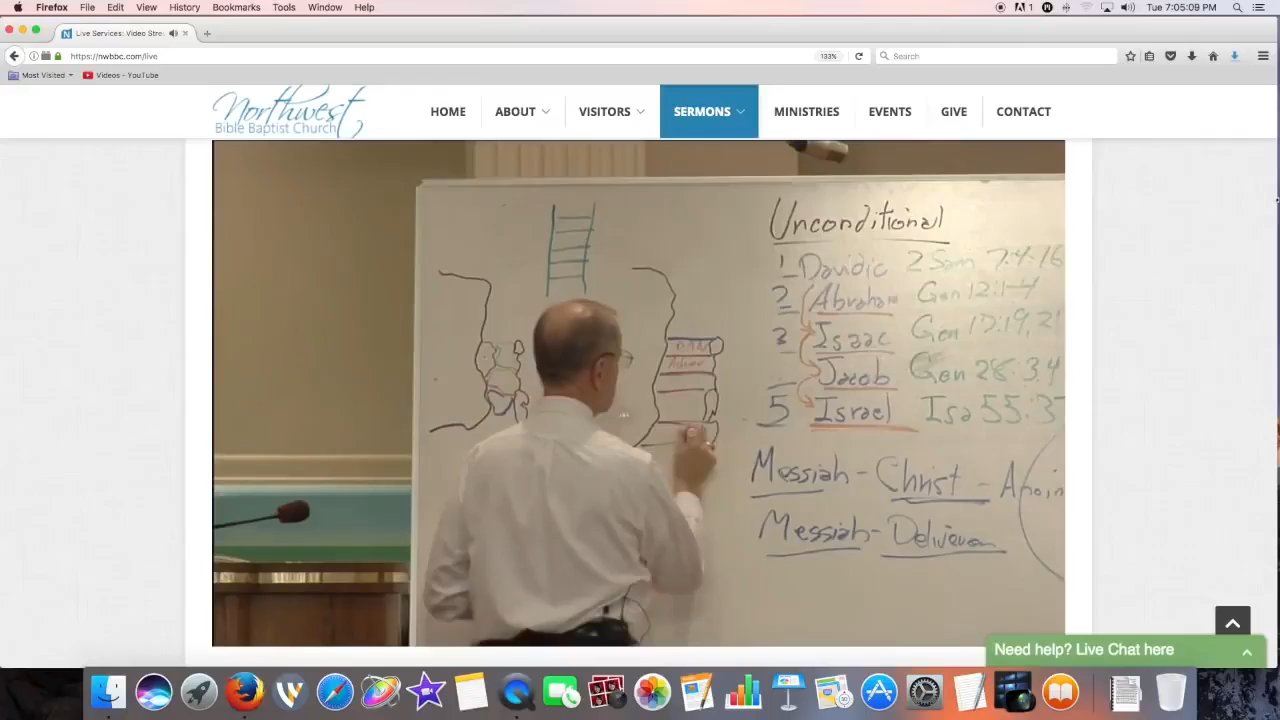 Firefox File Edit View History Bookmarks Tools Window Help
1 Tue 7:05:09 PM
Live Services: Video Stre
https://nwbbc.com/live
133%
Search
Most Visited
Videos - YouTube
Northwest
Bible Baptist Church
HOME ABOUT VISITORS SERMONS MINISTRIES EVENTS GIVE CONTACT
Unconditional
1 Davidic 2 Sam 7:4-16
2 Abraham Gen 12:1-4
3 Isaac Gen 17:19, 21
Jacob Gen 28:3,4
5 Israel Isa 55:3
Messiah - Christ - Anoin
Messiah -
Need help? Live Chat here